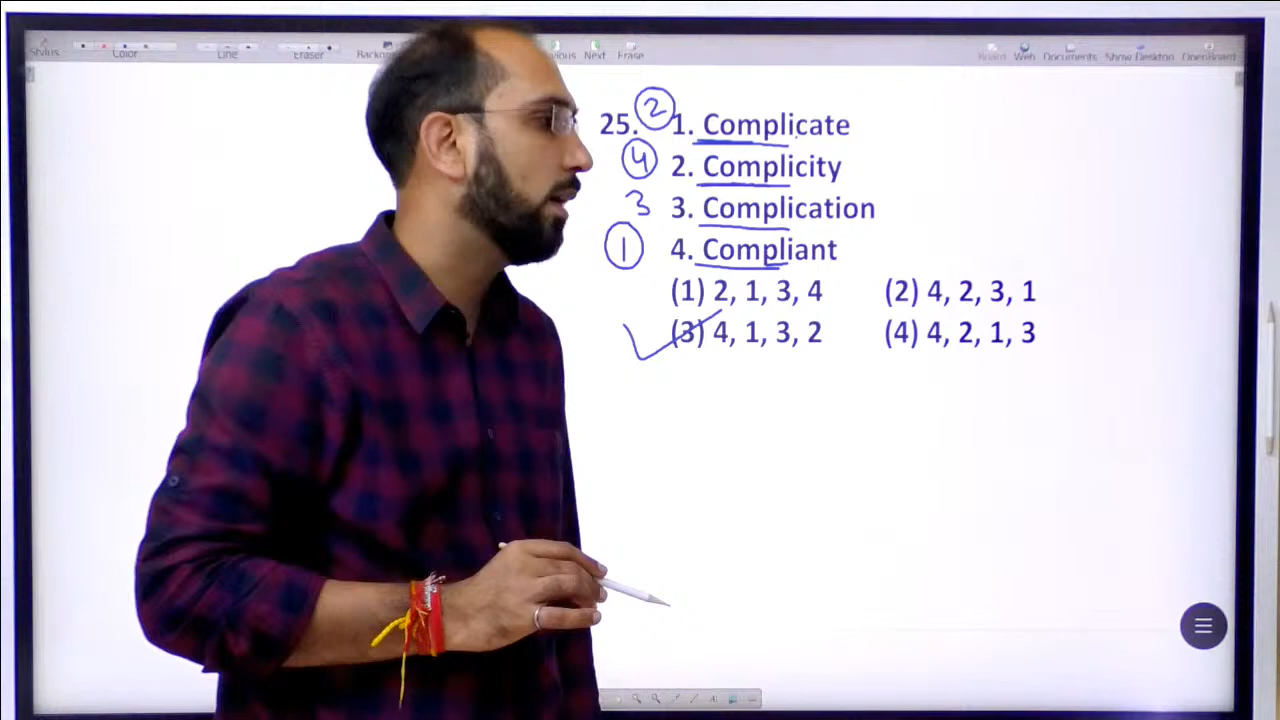 Stylus Color Line Eraser Next Erase Board Web Documents Show Desktop OpenBoard
25. 2 1. Complicate
4 2. Complicity
3 3. Complication
1 4. Compliant
(1) 2, 1, 3, 4 (2) 4, 2, 3, 1
(3) 4, 1, 3, 2 (4) 4, 2, 1, 3